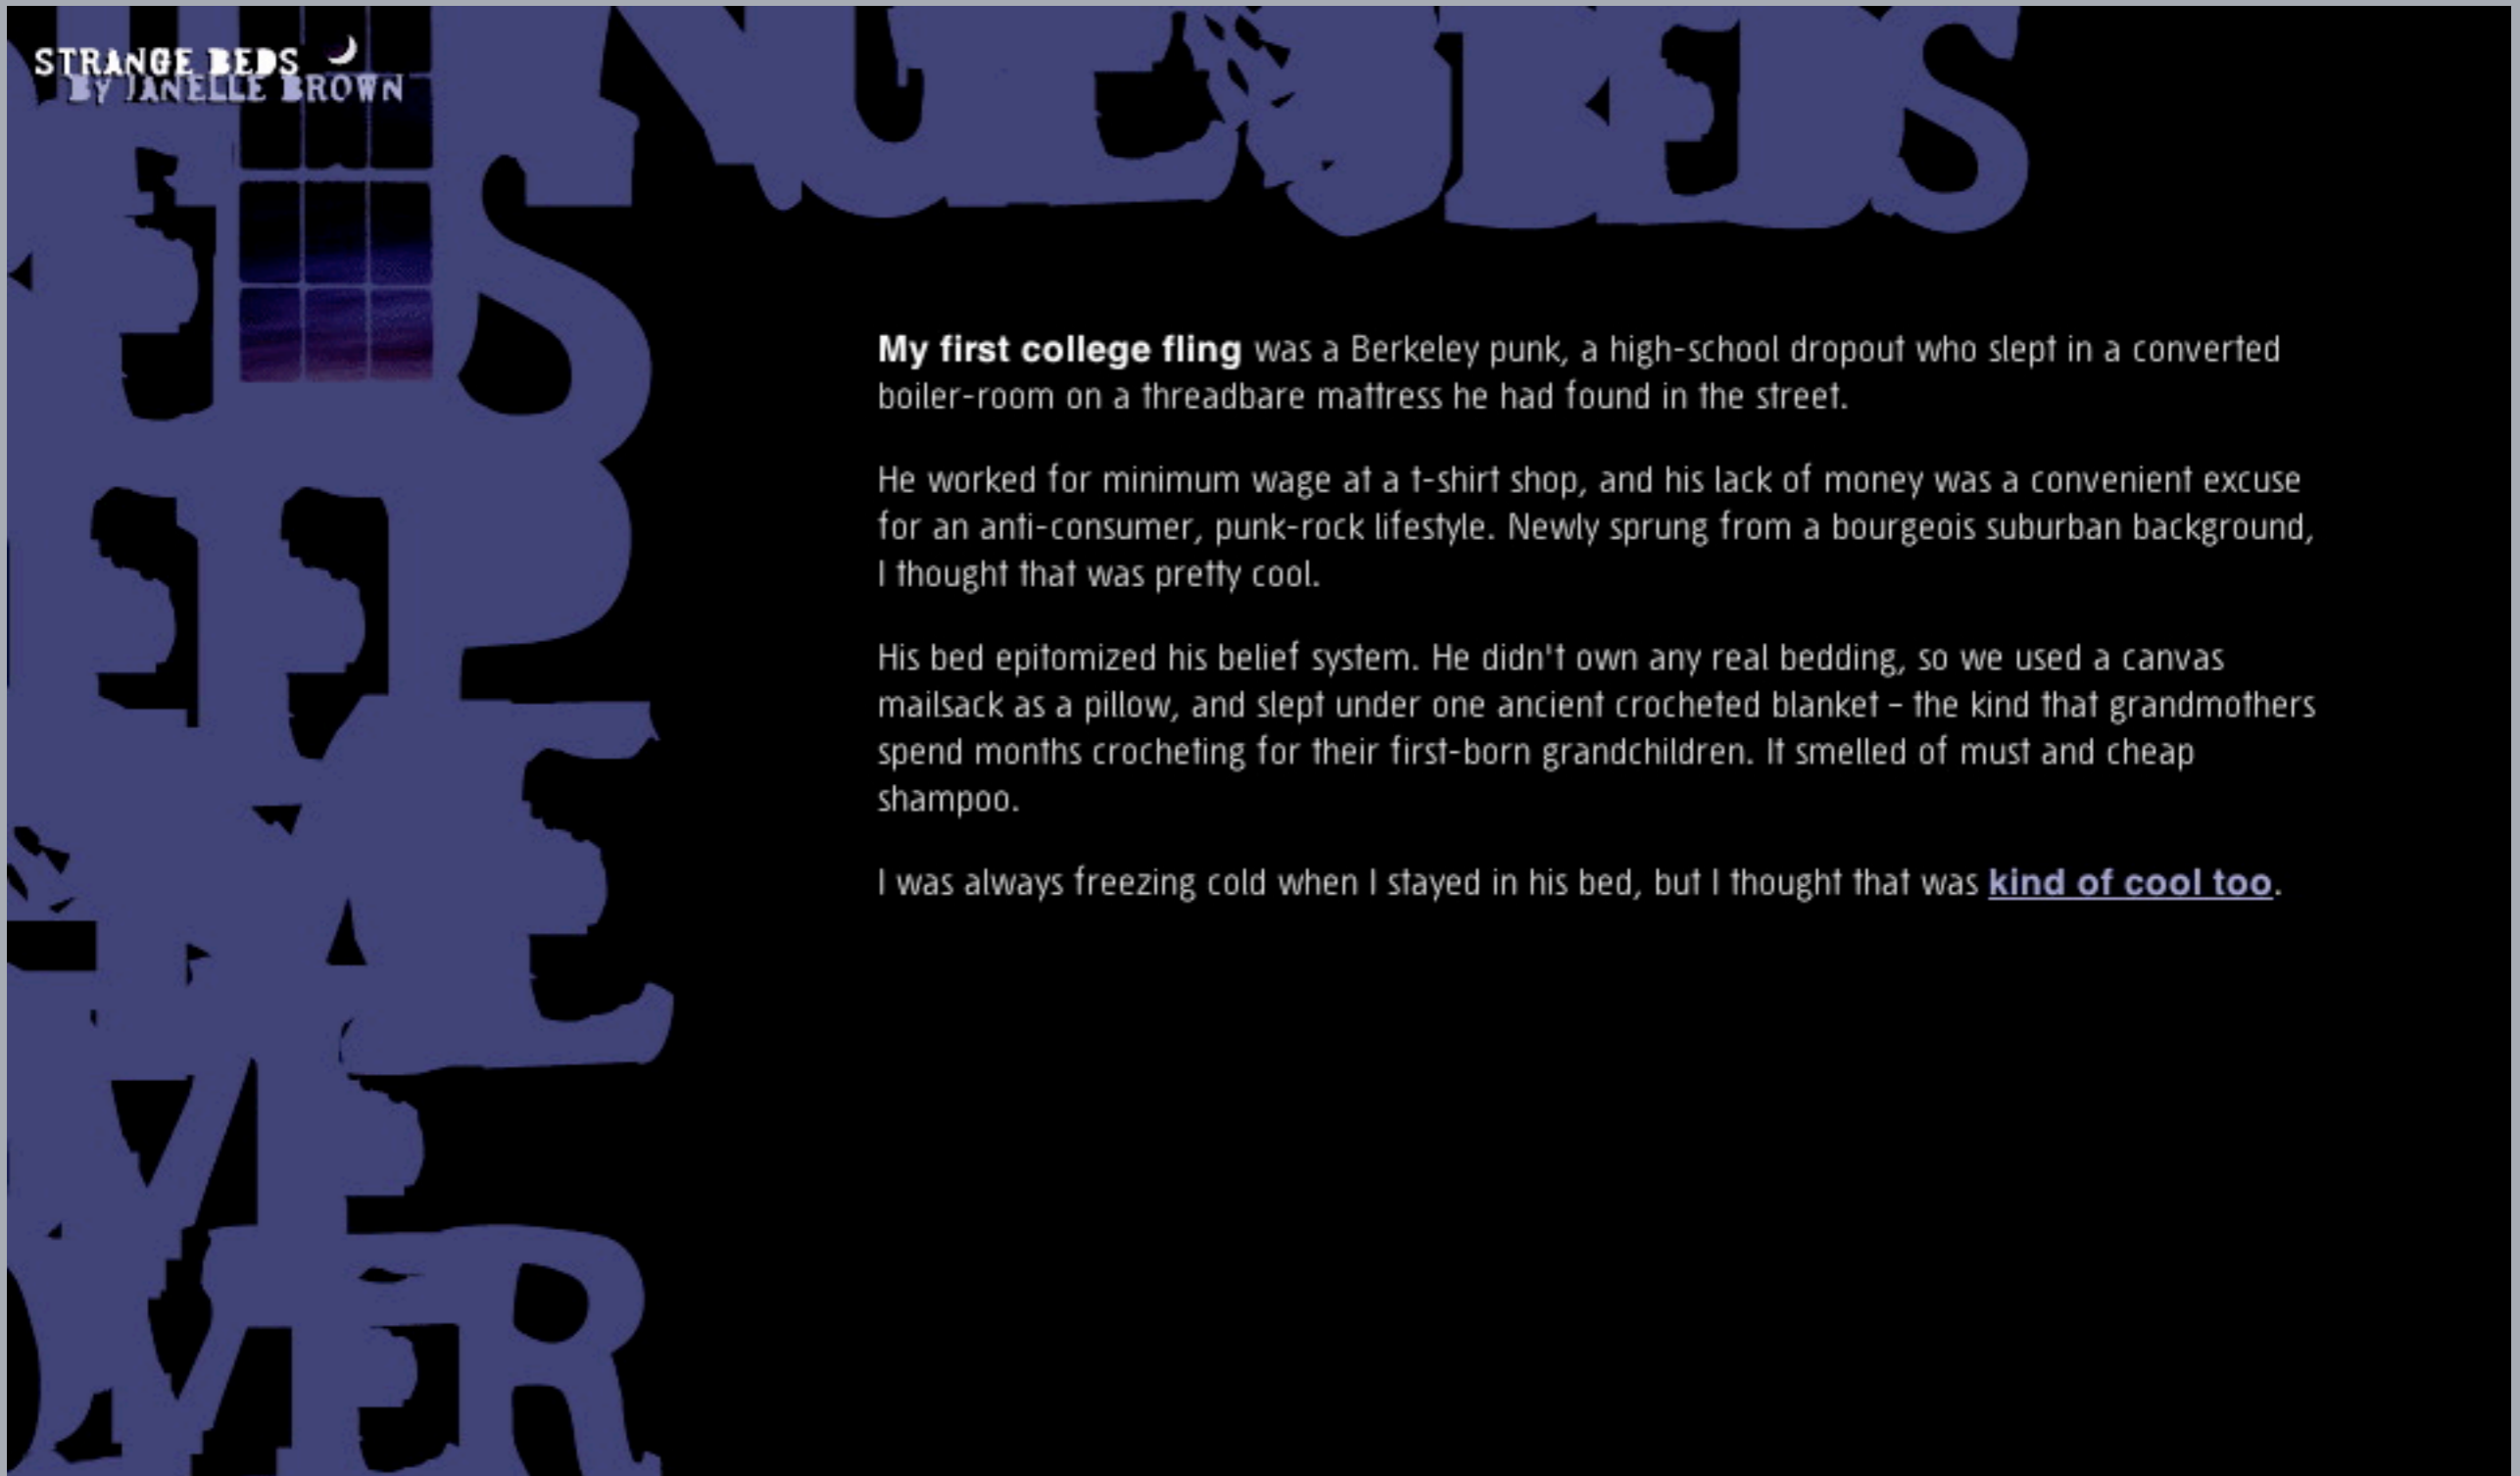 STRANGE BEDS
BY JANELLE BROWN
My first college fling was a Berkeley punk, a high-school dropout who slept in a converted
boiler-room on a threadbare mattress he had found in the street.
He worked for minimum wage at a t-shirt shop, and his lack of money was a convenient excuse
for an anti-consumer, punk-rock lifestyle. Newly sprung from a bourgeois suburban background,
I thought that was pretty cool.
His bed epitomized his belief system. He didn't own any real bedding, so we used a canvas
mailsack as a pillow, and slept under one ancient crocheted blanket – the kind that grandmothers
spend months crocheting for their first-born grandchildren. It smelled of must and cheap
shampoo.
I was always freezing cold when I stayed in his bed, but I thought that was kind of cool too.